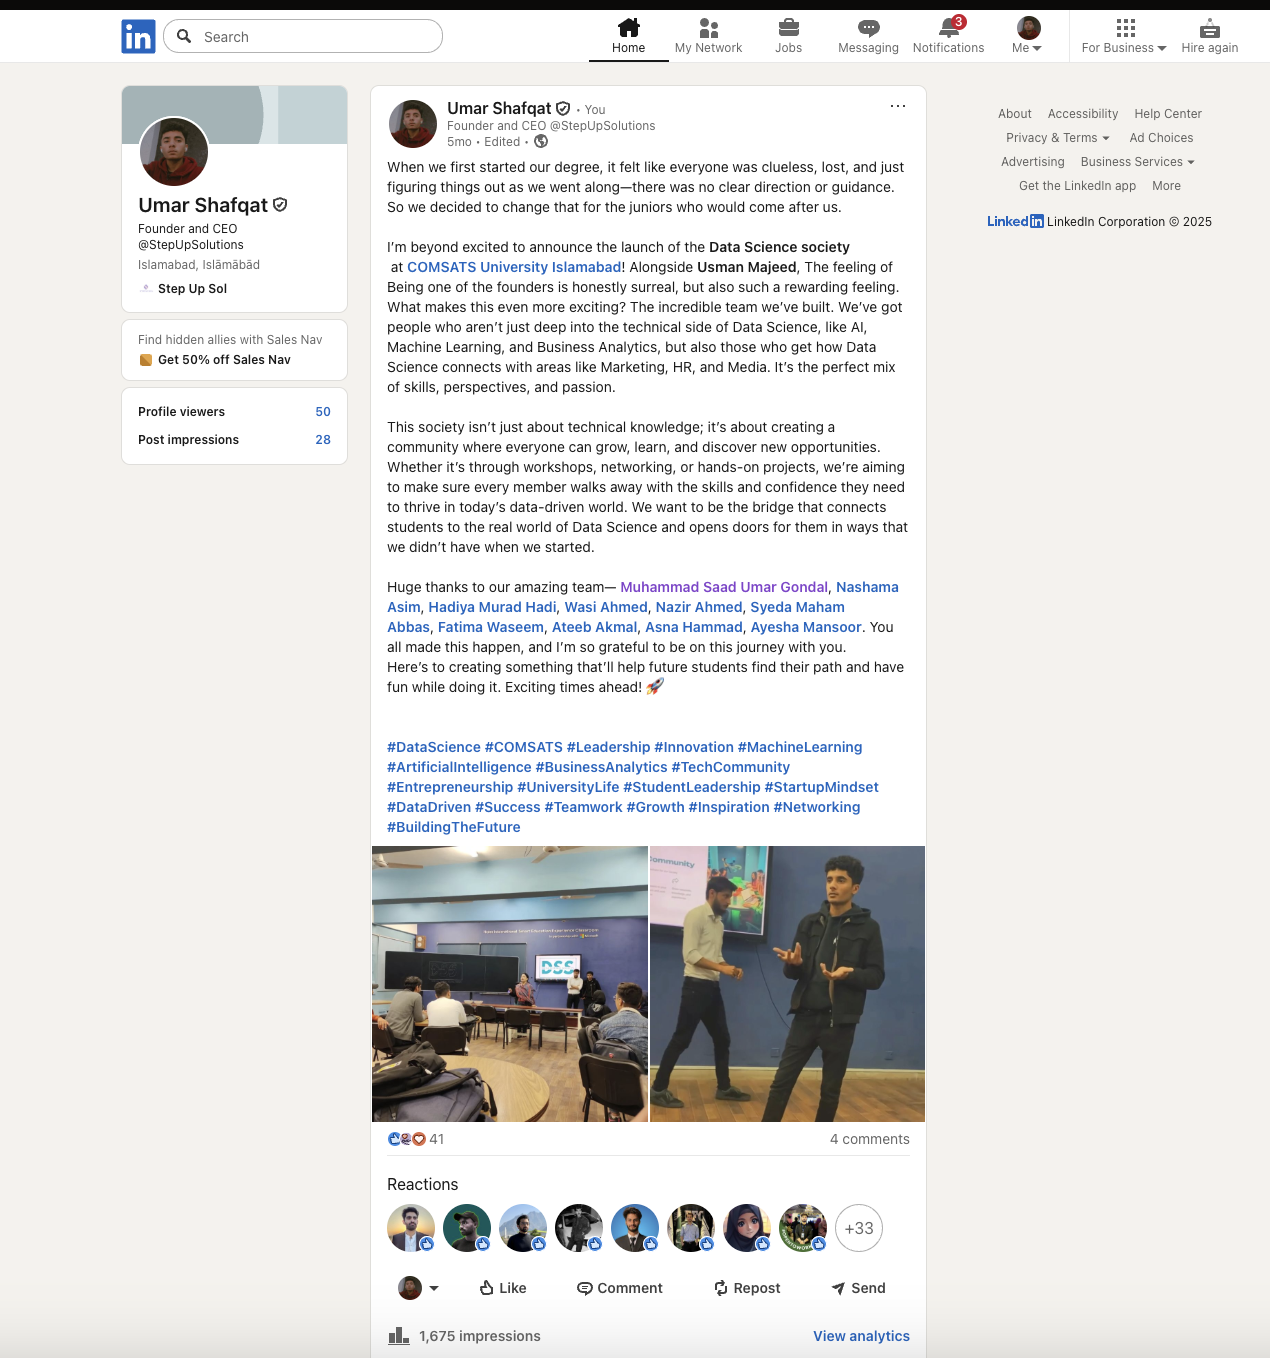 in
Search
Home
My Network
Jobs
Messaging
3
Notifications
Me
For Business
Hire again
Umar Shafqat
Founder and CEO
@StepUpSolutions
Islamabad, Islāmābād
Step Up Sol
Find hidden allies with Sales Nav
Get 50% off Sales Nav
Profile viewers 50
Post impressions 28
Umar Shafqat • You
Founder and CEO @StepUpSolutions
5mo • Edited •
When we first started our degree, it felt like everyone was clueless, lost, and just
figuring things out as we went along—there was no clear direction or guidance.
So we decided to change that for the juniors who would come after us.
I'm beyond excited to announce the launch of the Data Science society
at COMSATS University Islamabad! Alongside Usman Majeed, The feeling of
Being one of the founders is honestly surreal, but also such a rewarding feeling.
What makes this even more exciting? The incredible team we've built. We've got
people who aren't just deep into the technical side of Data Science, like AI,
Machine Learning, and Business Analytics, but also those who get how Data
Science connects with areas like Marketing, HR, and Media. It's the perfect mix
of skills, perspectives, and passion.
This society isn't just about technical knowledge; it's about creating a
community where everyone can grow, learn, and discover new opportunities.
Whether it's through workshops, networking, or hands-on projects, we're aiming
to make sure every member walks away with the skills and confidence they need
to thrive in today's data-driven world. We want to be the bridge that connects
students to the real world of Data Science and opens doors for them in ways that
we didn't have when we started.
Huge thanks to our amazing team— Muhammad Saad Umar Gondal, Nashama
Asim, Hadiya Murad Hadi, Wasi Ahmed, Nazir Ahmed, Syeda Maham
Abbas, Fatima Waseem, Ateeb Akmal, Asna Hammad, Ayesha Mansoor. You
all made this happen, and I'm so grateful to be on this journey with you.
Here's to creating something that'll help future students find their path and have
fun while doing it. Exciting times ahead! 🚀
#DataScience #COMSATS #Leadership #Innovation #MachineLearning
#ArtificialIntelligence #BusinessAnalytics #TechCommunity
#Entrepreneurship #UniversityLife #StudentLeadership #StartupMindset
#DataDriven #Success #Teamwork #Growth #Inspiration #Networking
#BuildingTheFuture
DSS
ommunity
41
4 comments
Reactions
+33
Like
Comment
Repost
Send
1,675 impressions
View analytics
About Accessibility Help Center
Privacy & Terms Ad Choices
Advertising Business Services
Get the LinkedIn app More
LinkedIn LinkedIn Corporation © 2025